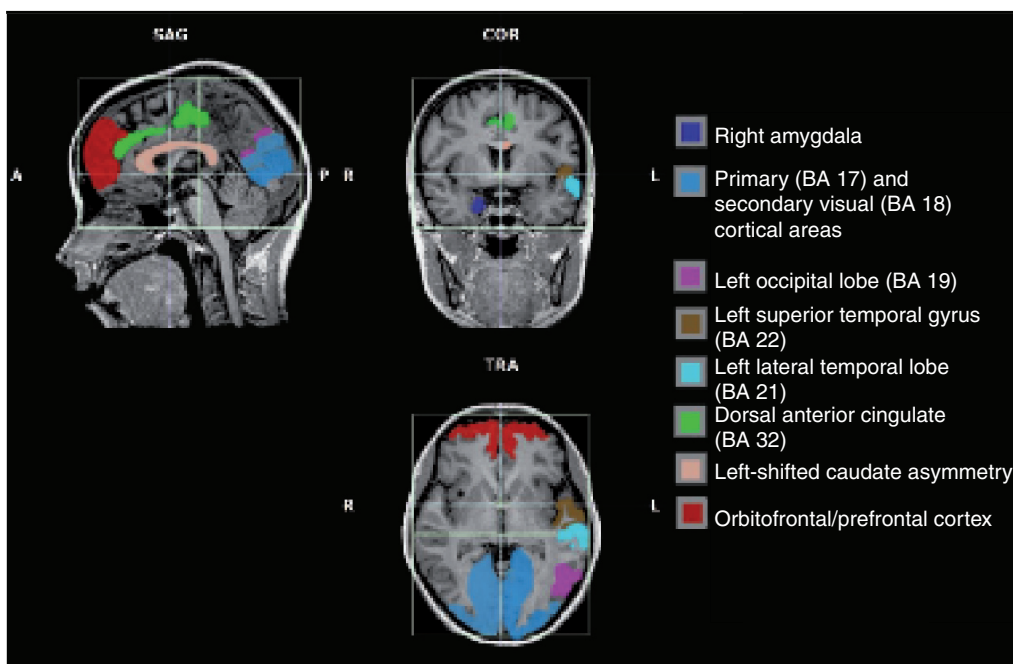 SAG
COR
A
P
R
L
TRA
R
L
Right amygdala
Primary (BA 17) and
secondary visual (BA 18)
cortical areas
Left occipital lobe (BA 19)
Left superior temporal gyrus
(BA 22)
Left lateral temporal lobe
(BA 21)
Dorsal anterior cingulate
(BA 32)
Left-shifted caudate asymmetry
Orbitofrontal/prefrontal cortex